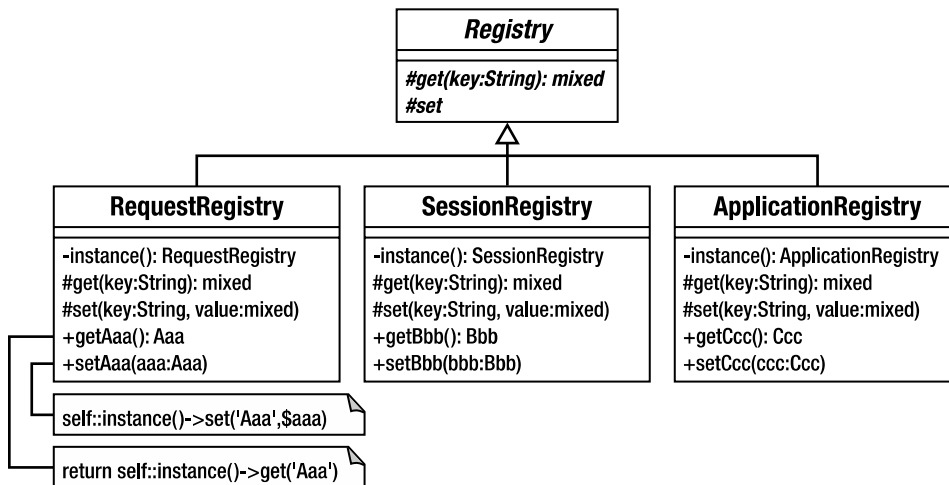 Registry
#get(key:String): mixed
#set
RequestRegistry
-instance(): RequestRegistry
#get(key:String): mixed
#set(key:String, value:mixed)
+getAaa(): Aaa
+setAaa(aaa:Aaa)
SessionRegistry
-instance(): SessionRegistry
#get(key:String): mixed
#set(key:String, value:mixed)
+getBbb(): Bbb
+setBbb(bbb:Bbb)
ApplicationRegistry
-instance(): ApplicationRegistry
#get(key:String): mixed
#set(key:String, value:mixed)
+getCcc(): Ccc
+setCcc(ccc:Ccc)
self::instance()->set('Aaa',$aaa)
return self::instance()->get('Aaa')